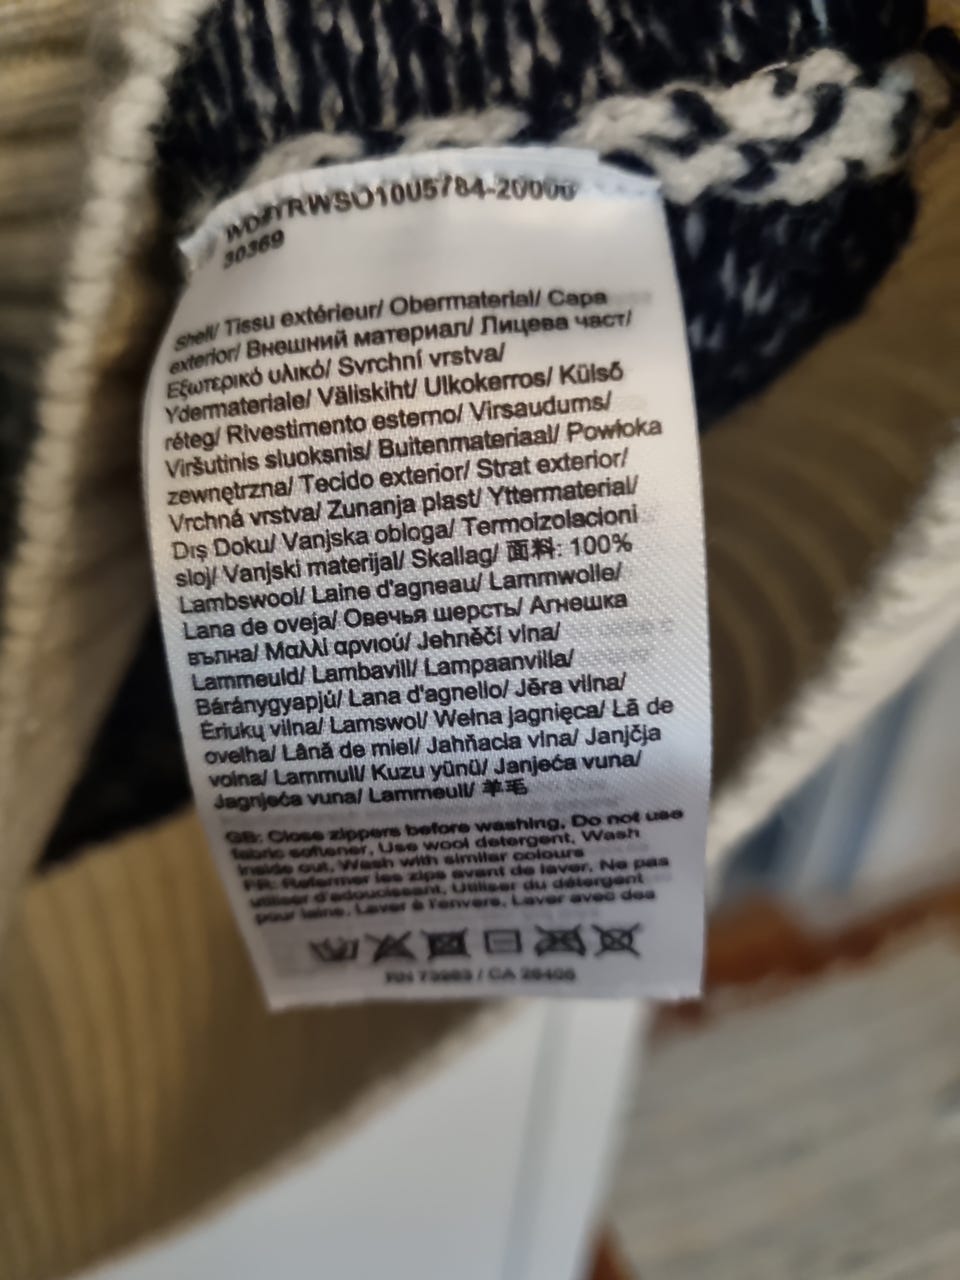 30369
Shell/ Tissu extérieur/ Obermaterial/ Capa
exterior/ Внешний материал/ Лицева част/
Εξωτερικό υλικό/ Svrchní vrstva/
Ydermateriale/ Väliskiht/ Ulkokerros/ Külső
réteg/ Rivestimento esterno/ Virsaudums/
Viršutinis sluoksnis/ Buitenmateriaal/ Powłoka
zewnętrzna/ Tecido exterior/ Strat exterior/
Vrchná vrstva/ Zunanja plast/ Yttermaterial/
Dış Doku/ Vanjska obloga/ Termoizolacioni
sloj/ Vanjski materijal/ Skallag/ 面料: 100%
Lambswool/ Laine d'agneau/ Lammwolle/
Lana de oveja/ Овечья шерсть/ Агнешка
вълна/ Μαλλί αρνιού/ Jehněčí vlna/
Lammeuld/ Lambavill/ Lampaanvilla/
Báránygyapjú/ Lana d'agnello/ Jēra vilna/
Ėriukų vilna/ Lamswol/ Wełna jagnięca/ Lã de
ovelha/ Lână de miel/ Jahňacia vlna/ Janjčja
volna/ Lammull/ Kuzu yünü/ Janjeća vuna/
Jagnjeća vuna/ Lammeull/ 羊毛
GB: Close zippers before washing, Do not use
fabric softener, Use wool detergent, Wash
inside out, Wash with similar colours
FR: Refermer les zips avant de laver, Ne pas
utiliser d'adoucissant, Utiliser du détergent
pour laine, Laver à l'envers, Laver avec des